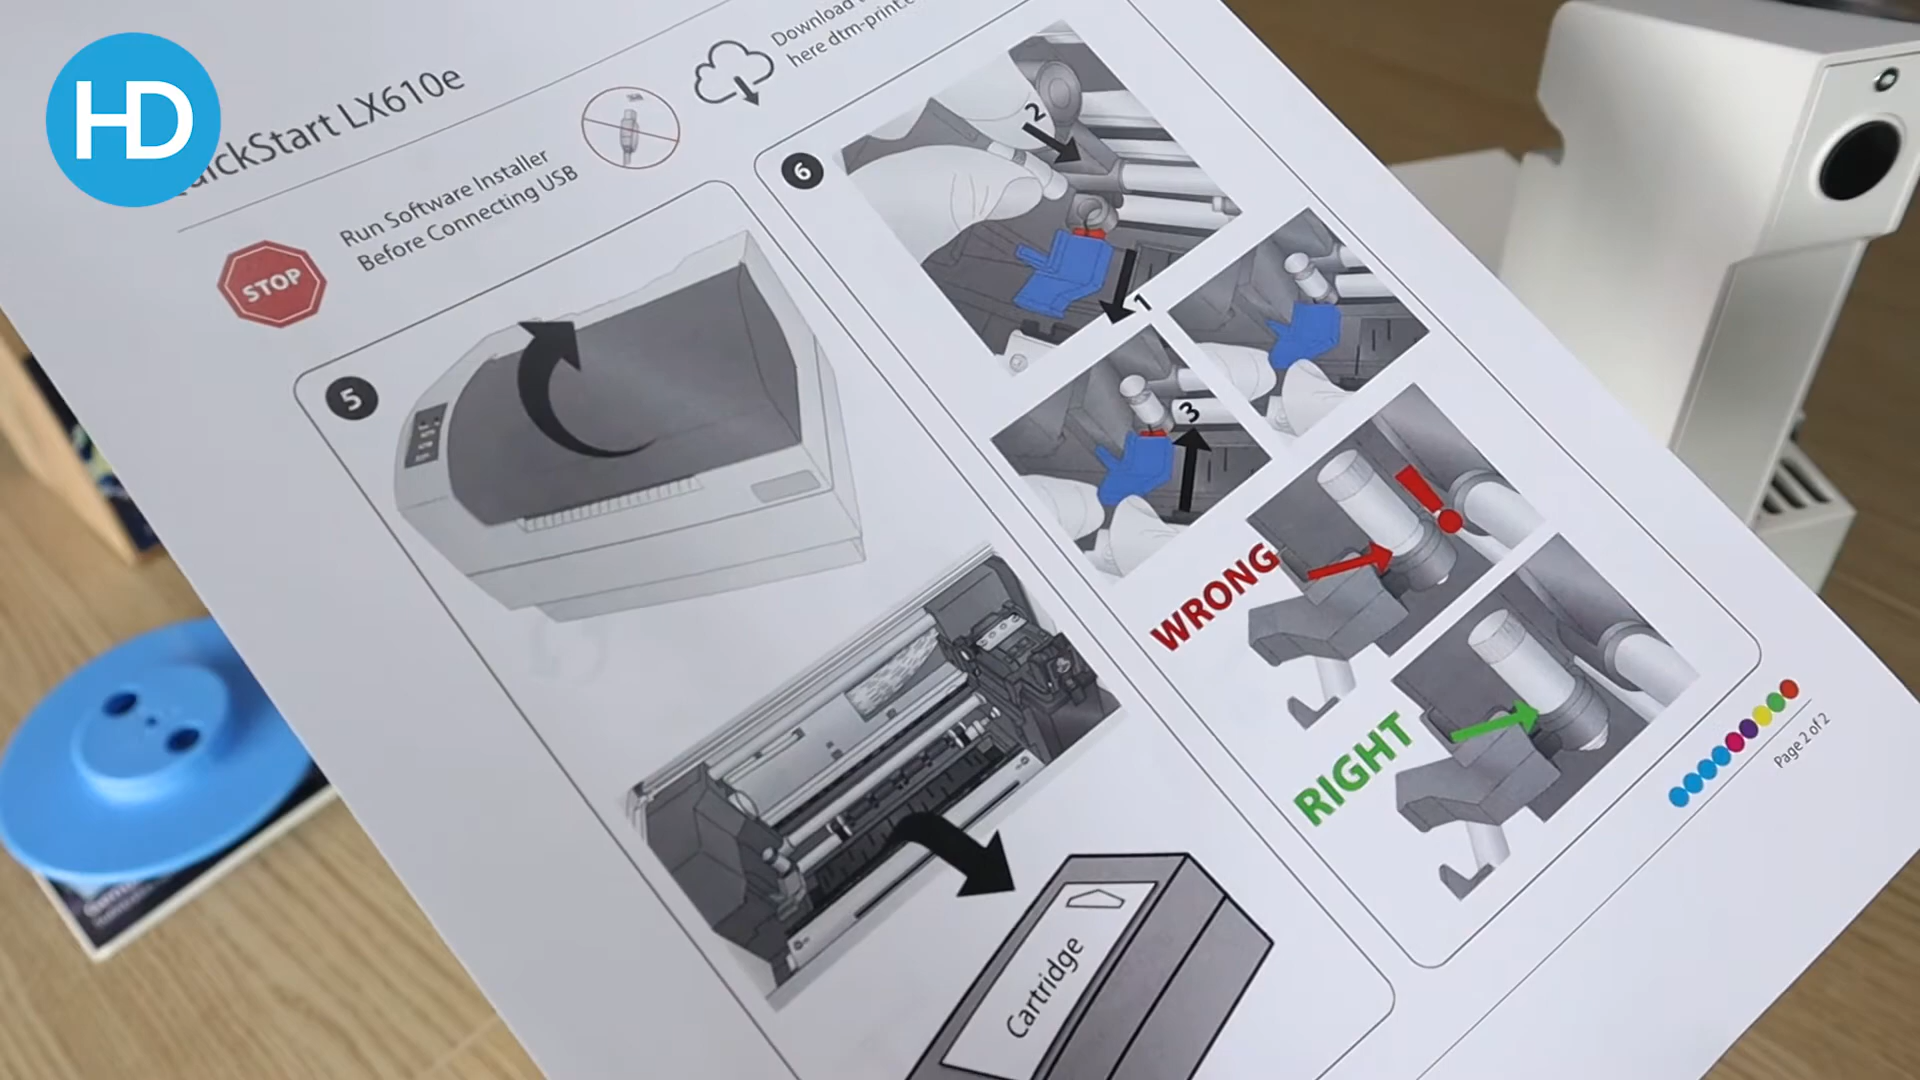 HD
QuickStart LX610e
STOP
Run Software Installer
Before Connecting USB
Download
here dtm-print.
5
6
2
1
3
WRONG
RIGHT
Cartridge
Page 2 of 2